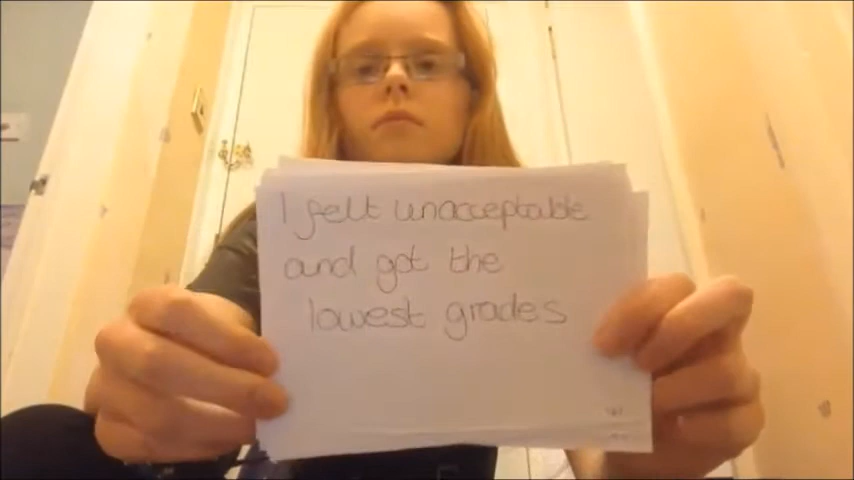 I felt unacceptable
and got the
lowest grades